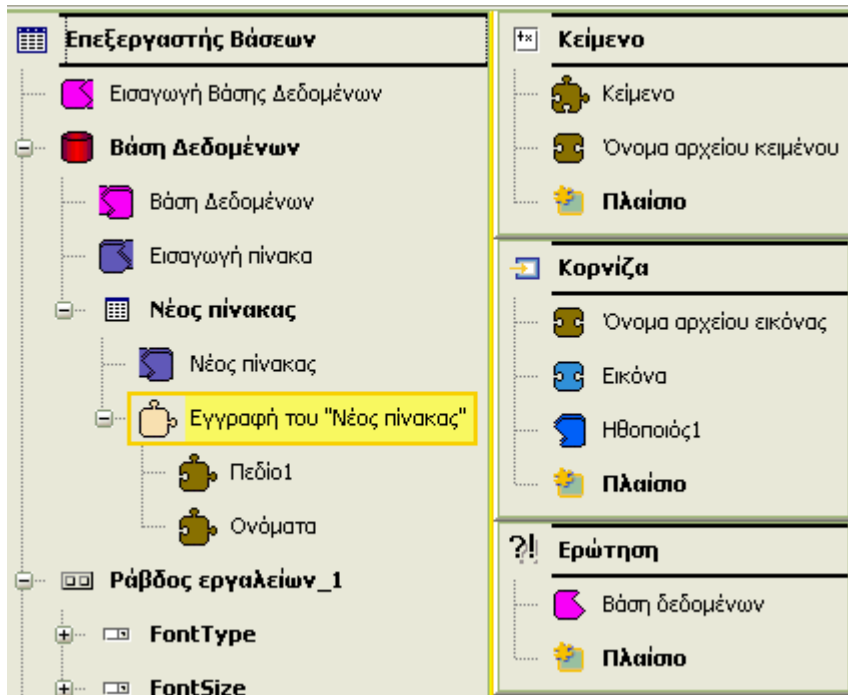 Επεξεργαστής Βάσεων
Εισαγωγή Βάσης Δεδομένων
Βάση Δεδομένων
Βάση Δεδομένων
Εισαγωγή πίνακα
Νέος πίνακας
Νέος πίνακας
Εγγραφή του "Νέος πίνακας"
Πεδίο1
Ονόματα
Ράβδος εργαλείων_1
FontType
FontSize
Κείμενο
Κείμενο
Όνομα αρχείου κειμένου
Πλαίσιο
Κορνίζα
Όνομα αρχείου εικόνας
Εικόνα
Ηθοποιός1
Πλαίσιο
Ερώτηση
Βάση δεδομένων
Πλαίσιο